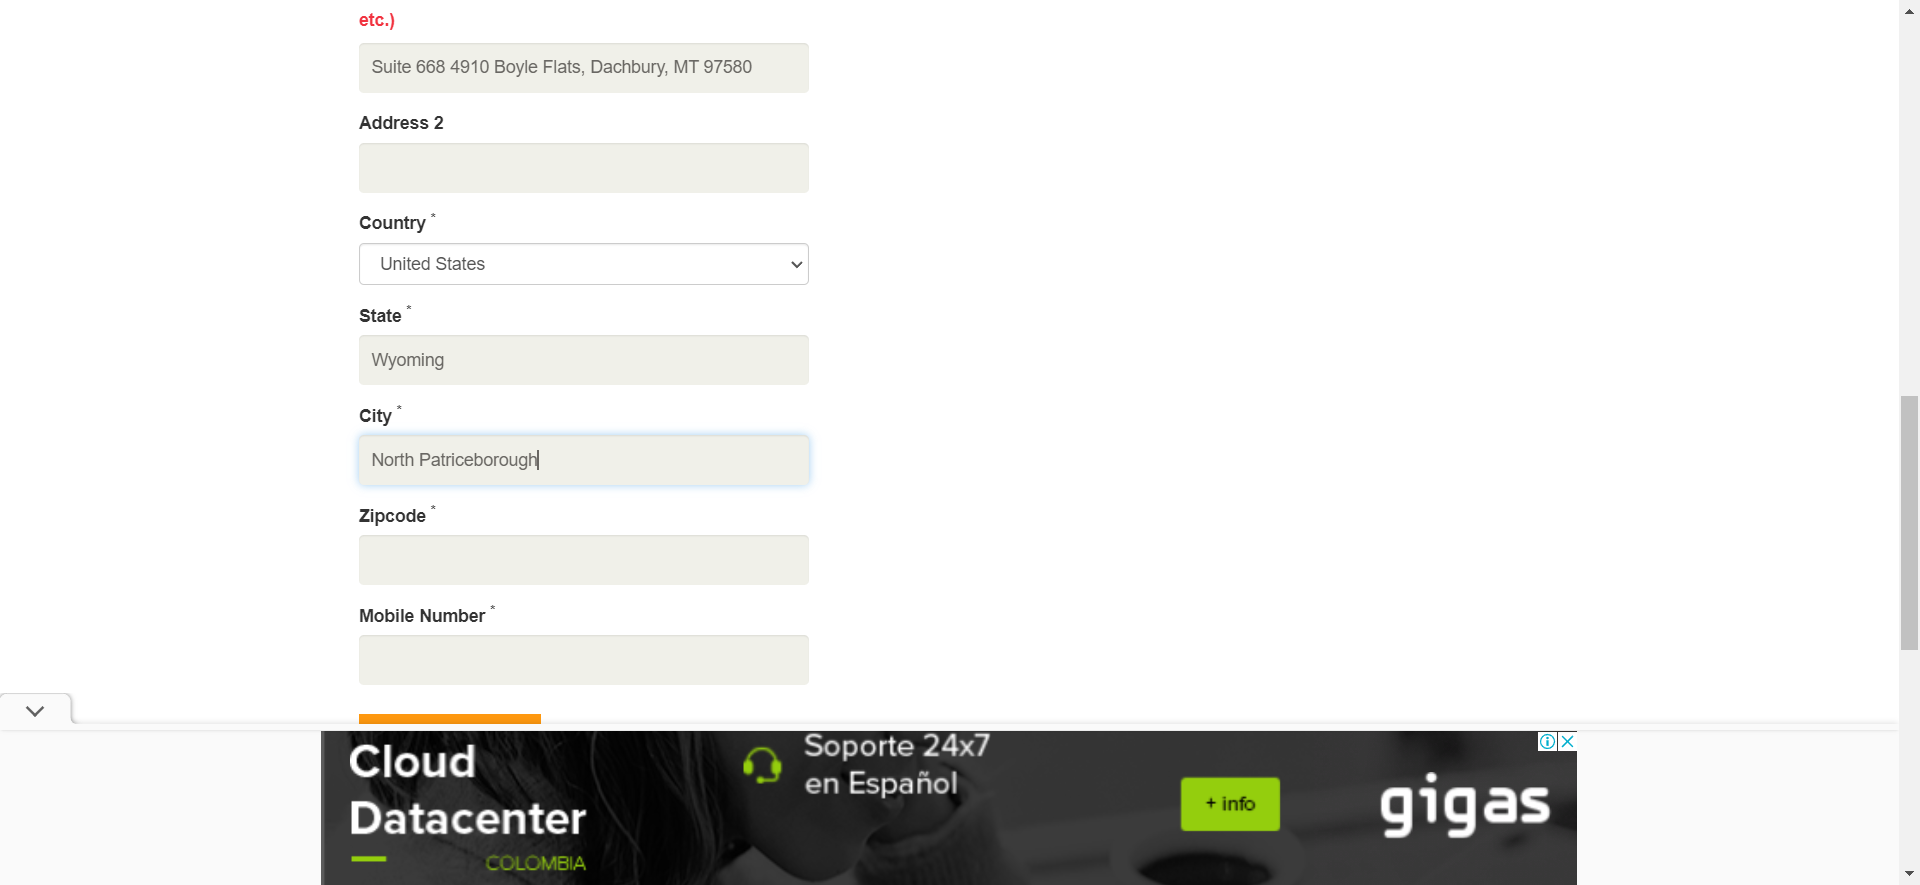 etc.)
Suite 668 4910 Boyle Flats, Dachbury, MT 97580
Address 2
Country *
United States
State *
Wyoming
City *
North Patriceborough
Zipcode *
Mobile Number *
Cloud
Datacenter
COLOMBIA
Soporte 24x7
en Español
+ info
gigas